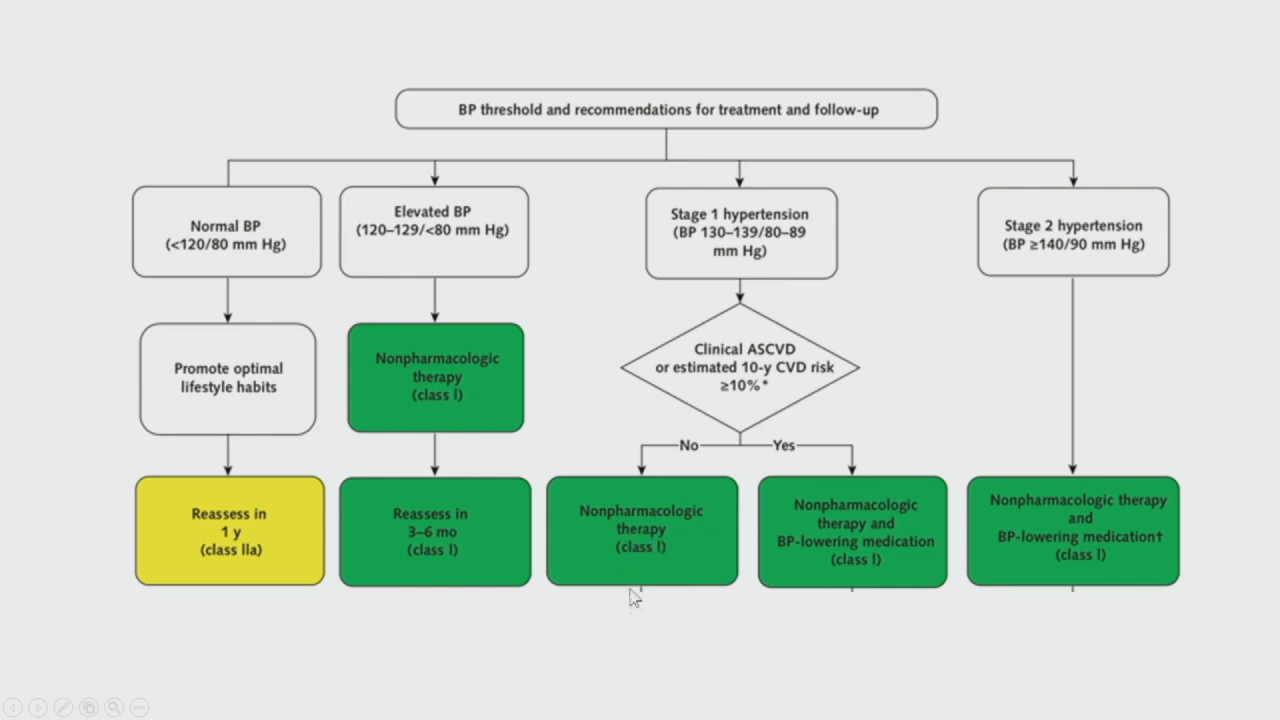 BP threshold and recommendations for treatment and follow-up
Normal BP
(<120/80 mm Hg)
Elevated BP
(120–129/<80 mm Hg)
Stage 1 hypertension
(BP 130–139/80–89
mm Hg)
Stage 2 hypertension
(BP ≥140/90 mm Hg)
Promote optimal
lifestyle habits
Nonpharmacologic
therapy
(class I)
Clinical ASCVD
or estimated 10-y CVD risk
≥10%*
No
Yes
Reassess in
1 y
(class IIa)
Reassess in
3–6 mo
(class I)
Nonpharmacologic
therapy
(class I)
Nonpharmacologic
therapy and
BP-lowering medication
(class I)
Nonpharmacologic therapy
and
BP-lowering medication†
(class I)